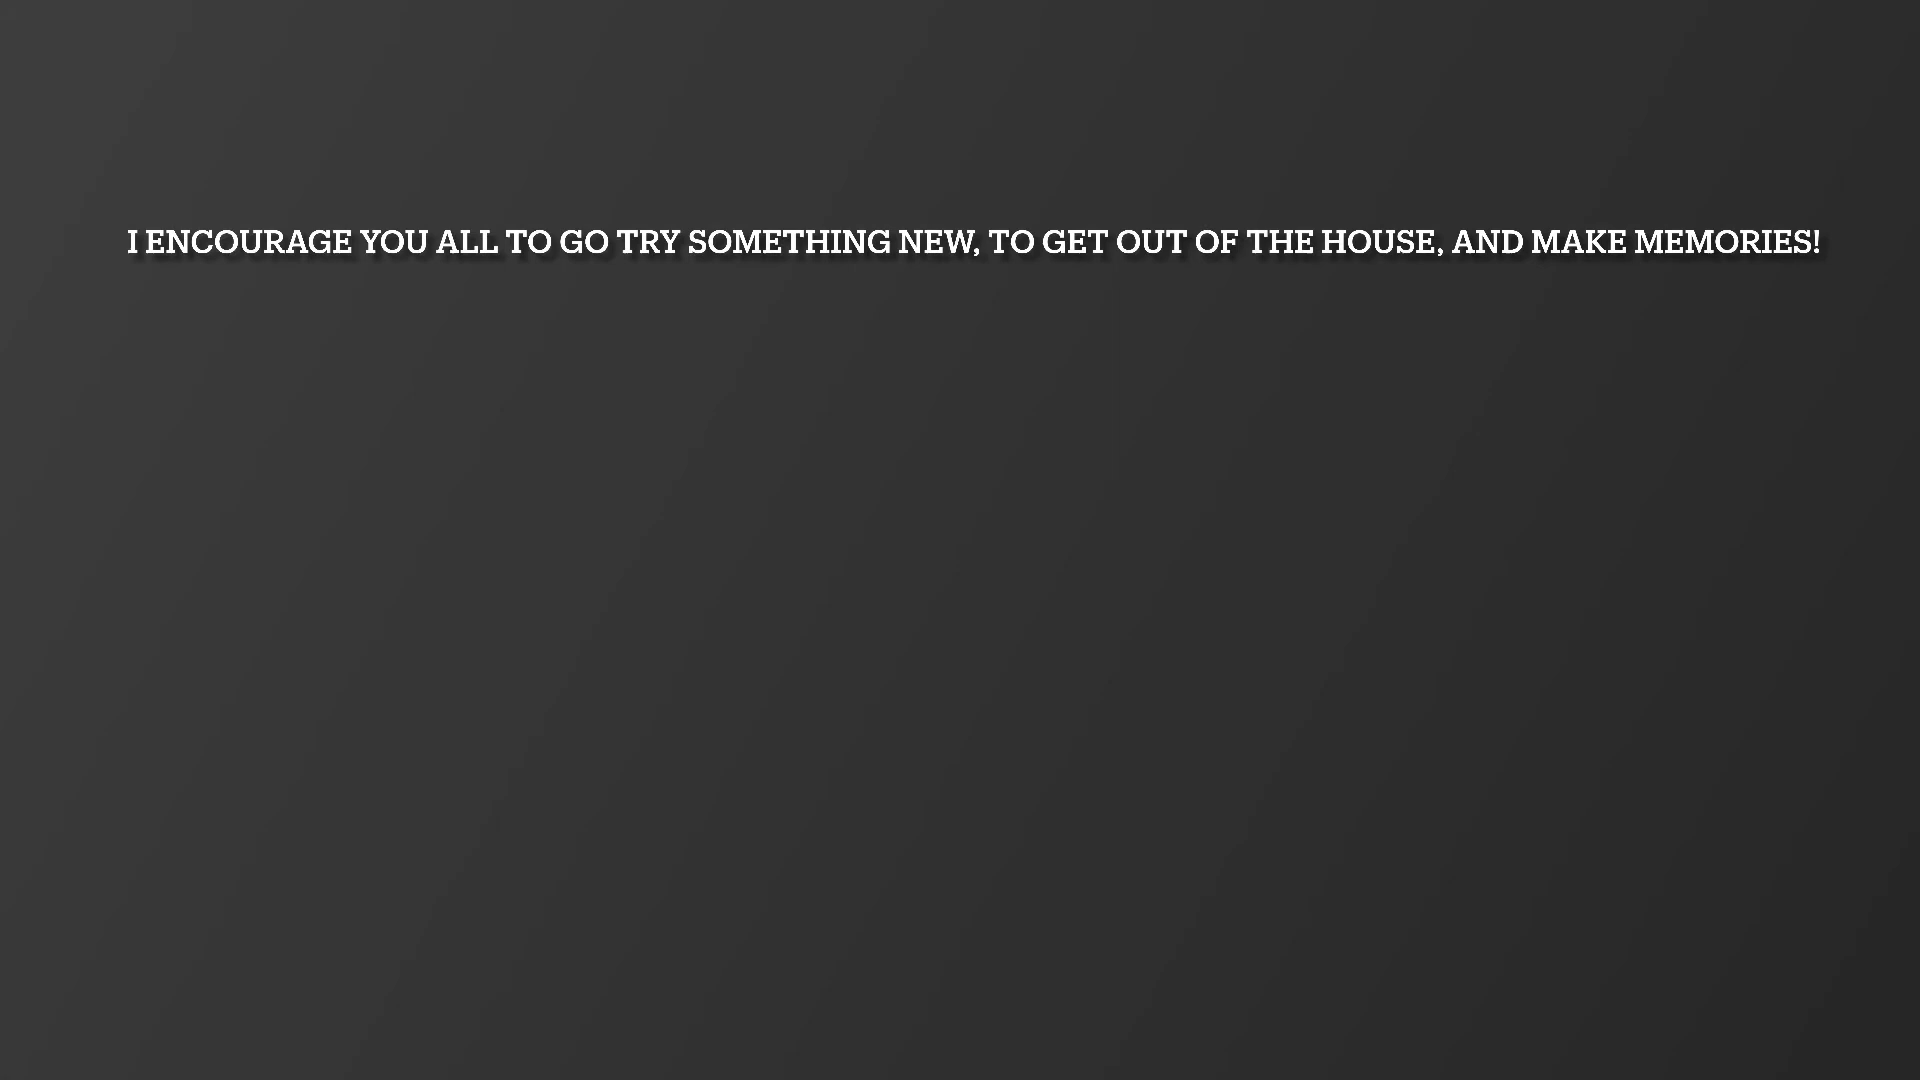 I ENCOURAGE YOU ALL TO GO TRY SOMETHING NEW, TO GET OUT OF THE HOUSE, AND MAKE MEMORIES!